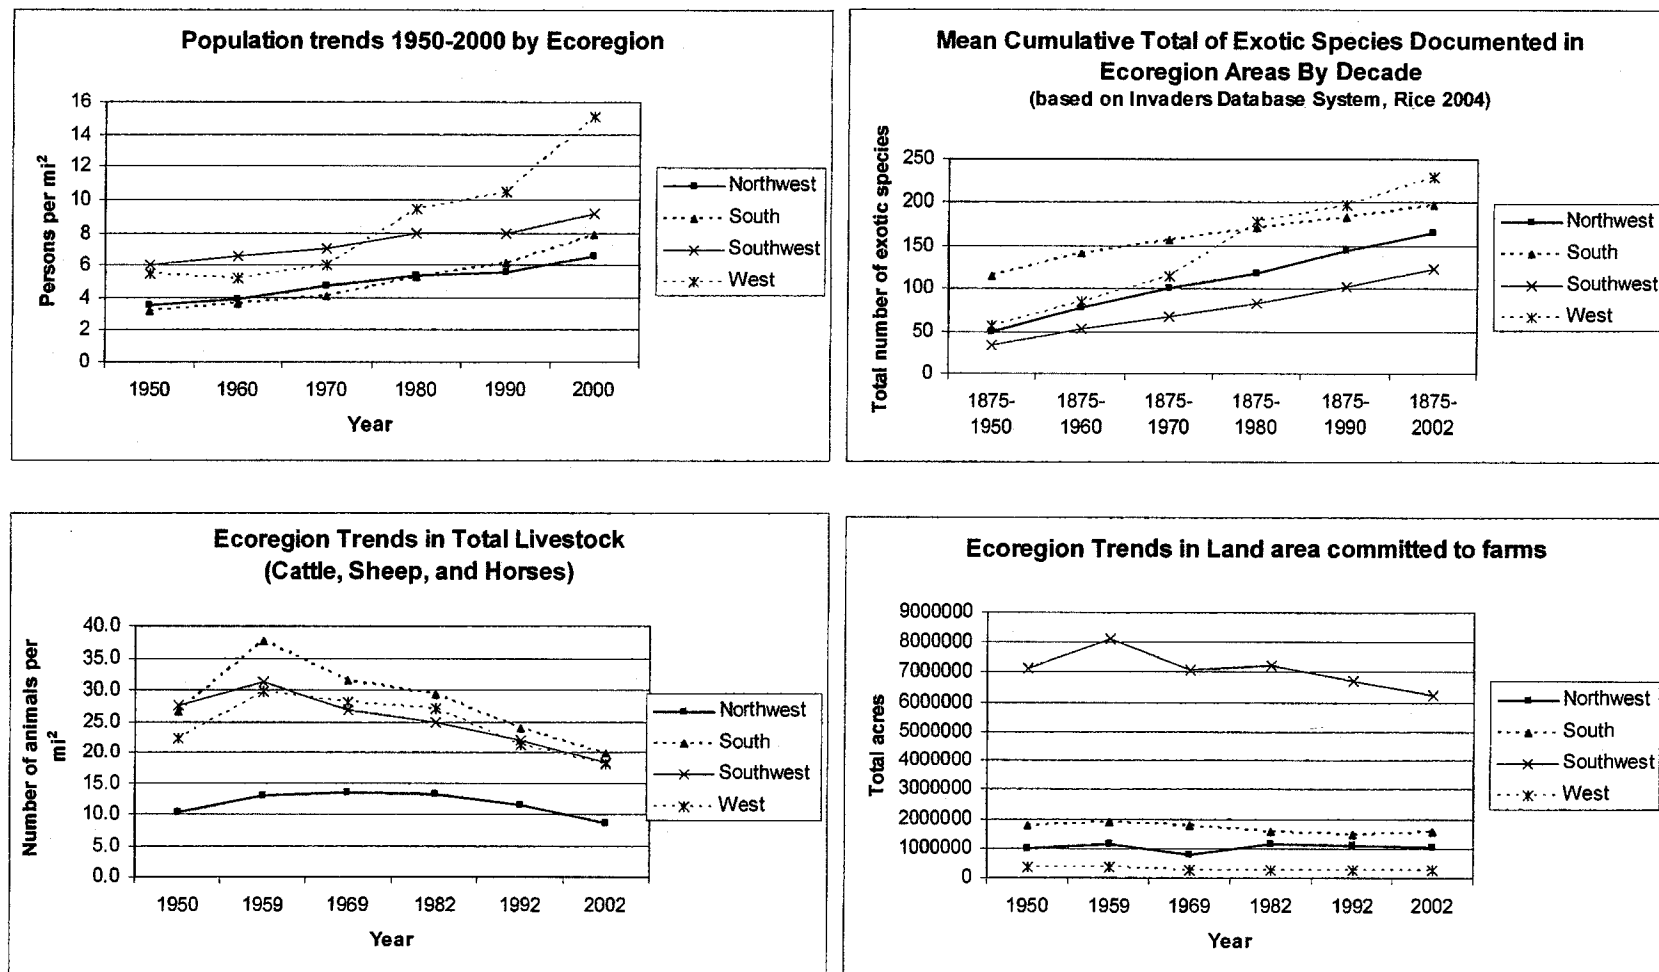 Population trends 1950-2000 by Ecoregion
Persons per mi²
16
14
12
10
8
6
4
2
0
1950 1960 1970 1980 1990 2000
Year
Northwest
South
Southwest
West
Mean Cumulative Total of Exotic Species Documented in
Ecoregion Areas By Decade
(based on Invaders Database System, Rice 2004)
Total number of exotic species
250
200
150
100
50
0
1875- 1875- 1875- 1875- 1875- 1875-
1950 1960 1970 1980 1990 2002
Northwest
South
Southwest
West
Ecoregion Trends in Total Livestock
(Cattle, Sheep, and Horses)
Number of animals per
mi²
40.0
35.0
30.0
25.0
20.0
15.0
10.0
5.0
0.0
1950 1959 1969 1982 1992 2002
Year
Northwest
South
Southwest
West
Ecoregion Trends in Land area committed to farms
Total acres
9000000
8000000
7000000
6000000
5000000
4000000
3000000
2000000
1000000
0
1950 1959 1969 1982 1992 2002
Year
Northwest
South
Southwest
West